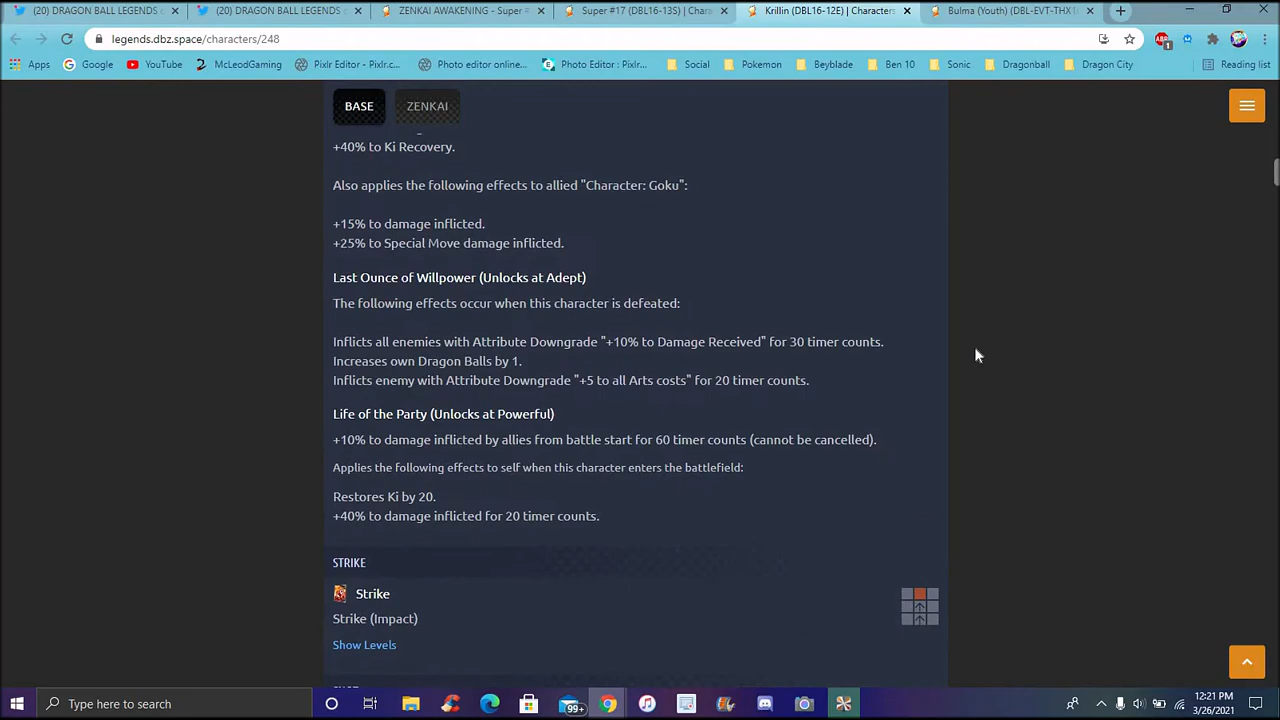 (20) DRAGON BALL LEGENDS
(20) DRAGON BALL LEGENDS
ZENKAI AWAKENING - Super
Super #17 (DBL16-13S) | Chara
Krillin (DBL16-12E) | Characters
Bulma (Youth) (DBL-EVT-THX
legends.dbz.space/characters/248
ABP
1
Apps
Google
YouTube
McLeodGaming
Pixlr Editor - Pixlr.c...
Photo editor online...
Photo Editor : Pixlr...
Social
Pokemon
Beyblade
Ben 10
Sonic
Dragonball
Dragon City
Reading list
BASE
ZENKAI
+40% to Ki Recovery.
Also applies the following effects to allied "Character: Goku":
+15% to damage inflicted.
+25% to Special Move damage inflicted.
Last Ounce of Willpower (Unlocks at Adept)
The following effects occur when this character is defeated:
Inflicts all enemies with Attribute Downgrade "+10% to Damage Received" for 30 timer counts.
Increases own Dragon Balls by 1.
Inflicts enemy with Attribute Downgrade "+5 to all Arts costs" for 20 timer counts.
Life of the Party (Unlocks at Powerful)
+10% to damage inflicted by allies from battle start for 60 timer counts (cannot be cancelled).
Applies the following effects to self when this character enters the battlefield:
Restores Ki by 20.
+40% to damage inflicted for 20 timer counts.
STRIKE
Strike
Strike (Impact)
Show Levels
Type here to search
99+
12:21 PM
3/26/2021